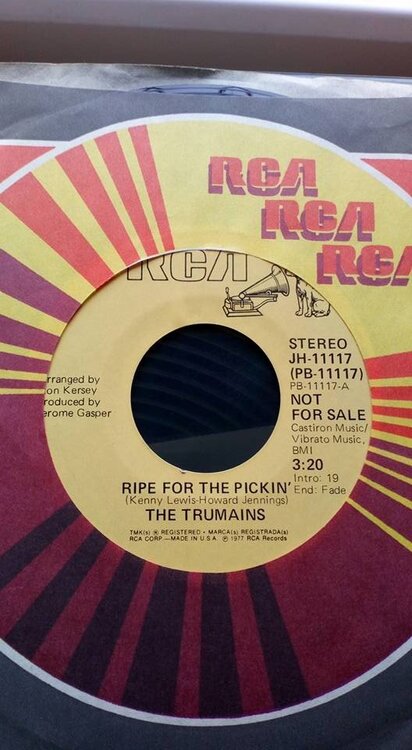 RCA
RCA
RCA
RCA
STEREO
JH-11117
(PB-11117)
PB-11117-A
NOT
FOR SALE
Castiron Music/
Vibrato Music,
BMI
3:20
Intro: 19
End: Fade
rranged by
on Kersey
roduced by
erome Gasper
RIPE FOR THE PICKIN'
(Kenny Lewis-Howard Jennings)
THE TRUMAINS
TMK(s) ® REGISTERED • MARCA(s) REGISTRADA(s)
RCA CORP.—MADE IN U.S.A. ℗ 1977 RCA Records